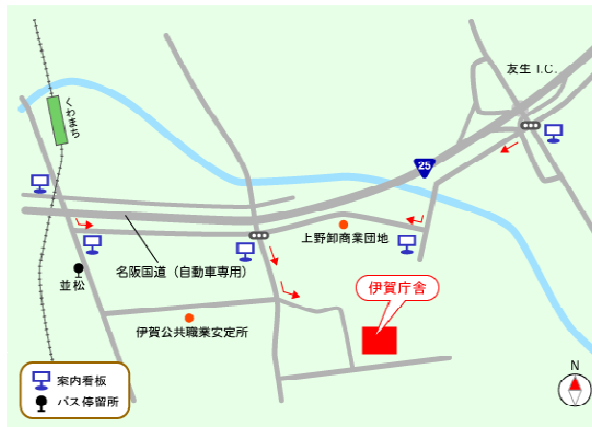 友生 I.C.
くわまち
25
上野卸商業団地
名阪国道（自動車専用）
並松
伊賀庁舎
伊賀公共職業安定所
N
案内看板
バス停留所